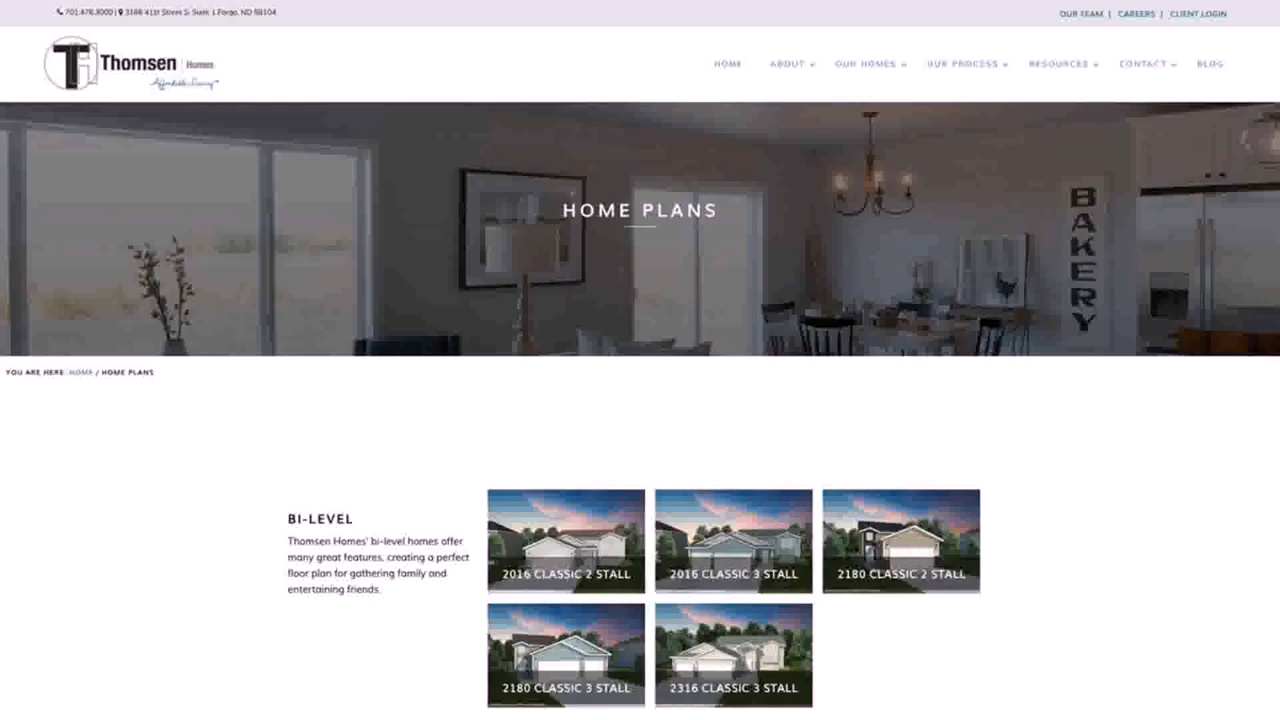 701.478.8000 | 3168 41st Street S. Suite 1 Fargo, ND 58104
OUR TEAM | CAREERS | CLIENT LOGIN
TH Thomsen | Homes
Affordable Luxury
HOME ABOUT OUR HOMES OUR PROCESS RESOURCES CONTACT BLOG
HOME PLANS
BAKERY
YOU ARE HERE: HOME / HOME PLANS
BI-LEVEL
Thomsen Homes' bi-level homes offer
many great features, creating a perfect
floor plan for gathering family and
entertaining friends.
2016 CLASSIC 2 STALL
2016 CLASSIC 3 STALL
2180 CLASSIC 2 STALL
2180 CLASSIC 3 STALL
2316 CLASSIC 3 STALL